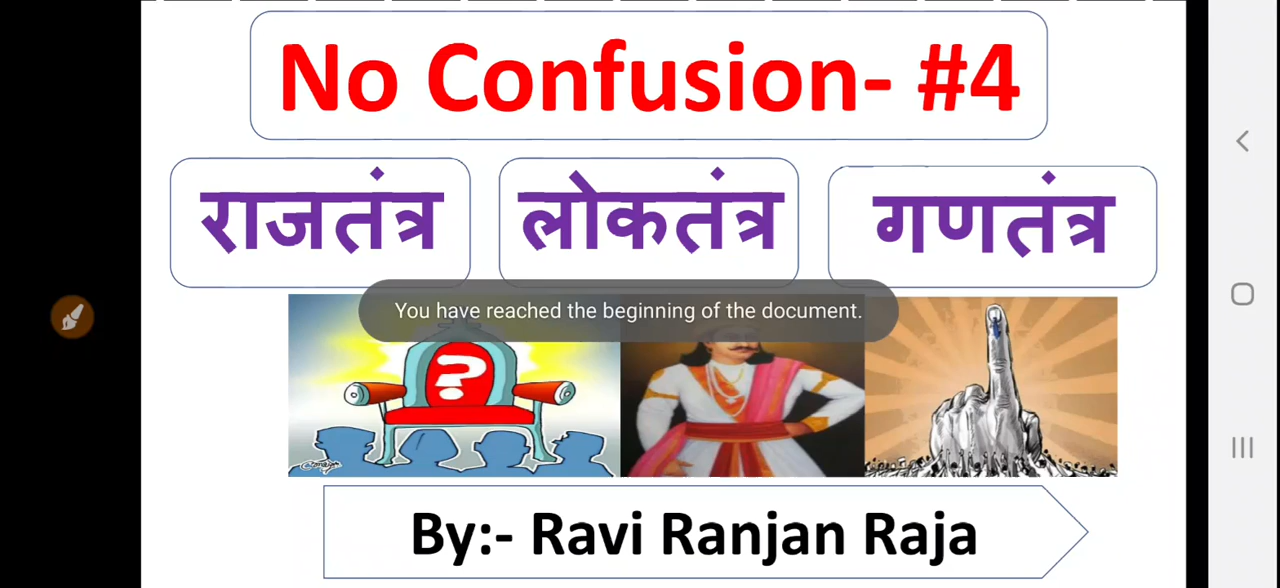 No Confusion- #4
राजतंत्र
लोकतंत्र
गणतंत्र
You have reached the beginning of the document.
By:- Ravi Ranjan Raja